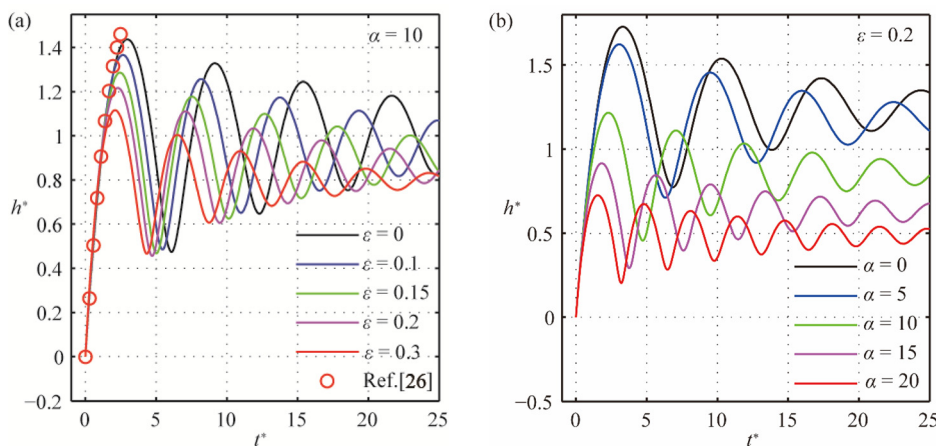 (a)
α = 10
1.4
1.2
1
0.8
0.6
0.4
0.2
0
−0.2
h*
ε = 0
ε = 0.1
ε = 0.15
ε = 0.2
ε = 0.3
Ref.[26]
0 5 10 15 20 25
t*
(b)
ε = 0.2
1.5
1
0.5
0
−0.5
h*
α = 0
α = 5
α = 10
α = 15
α = 20
0 5 10 15 20 25
t*